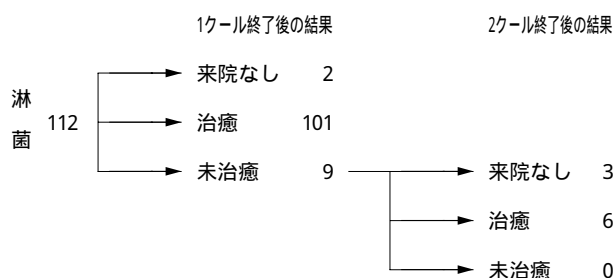 1クール終了後の結果 2クール終了後の結果
来院なし 2
淋菌 112 治癒 101
未治癒 9 来院なし 3
治癒 6
未治癒 0